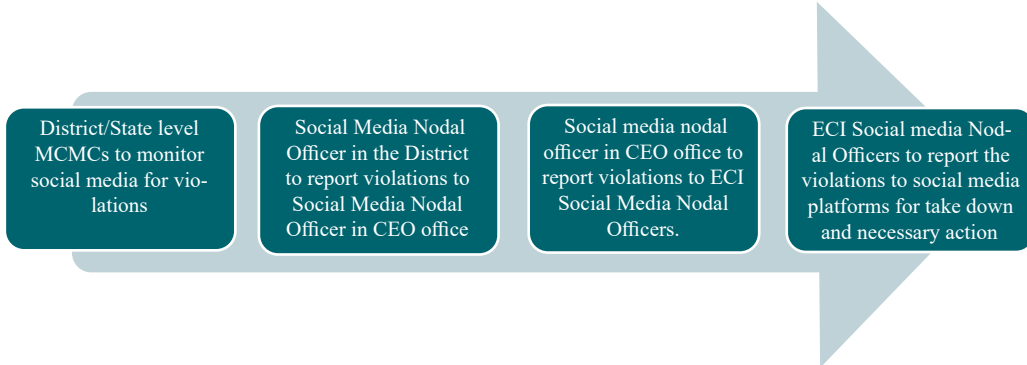 District/State level
MCMCs to monitor
social media for vio-
lations
Social Media Nodal
Officer in the District
to report violations to
Social Media Nodal
Officer in CEO office
Social media nodal
officer in CEO office to
report violations to ECI
Social Media Nodal
Officers.
ECI Social media Nod-
al Officers to report the
violations to social media
platforms for take down
and necessary action